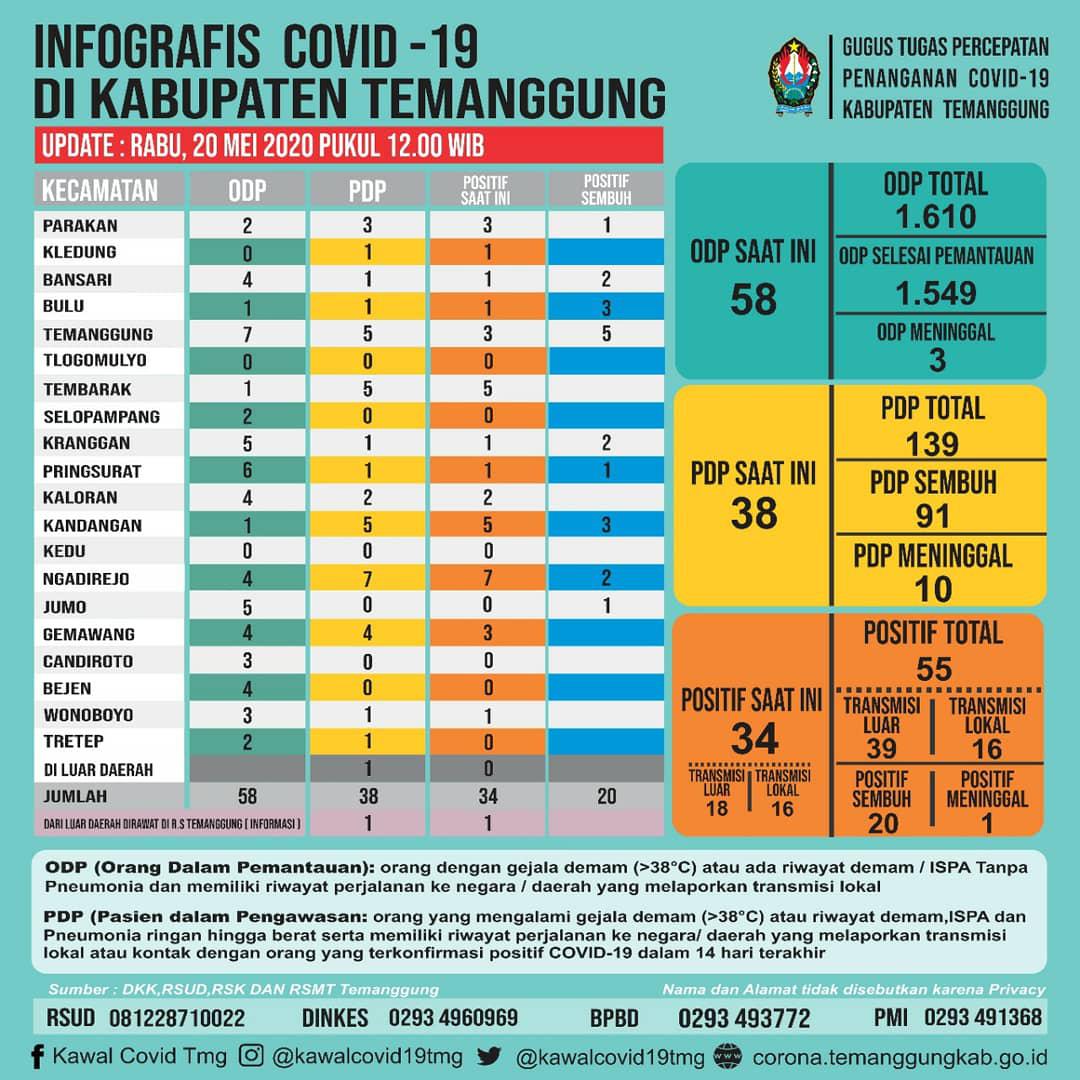 INFOGRAFIS COVID -19
DI KABUPATEN TEMANGGUNG
UPDATE : RABU, 20 MEI 2020 PUKUL 12.00 WIB
GUGUS TUGAS PERCEPATAN
PENANGANAN COVID-19
KABUPATEN TEMANGGUNG
KECAMATAN ODP PDP POSITIF SAAT INI POSITIF SEMBUH
PARAKAN 2 3 3 1
KLEDUNG 0 1 1
BANSARI 4 1 1 2
BULU 1 1 1 3
TEMANGGUNG 7 5 3 5
TLOGOMULYO 0 0 0
TEMBARAK 1 5 5
SELOPAMPANG 2 0 0
KRANGGAN 5 1 1 2
PRINGSURAT 6 1 1 1
KALORAN 4 2 2
KANDANGAN 1 5 5 3
KEDU 0 0 0
NGADIREJO 4 7 7 2
JUMO 5 0 0 1
GEMAWANG 4 4 3
CANDIROTO 3 0 0
BEJEN 4 0 0
WONOBOYO 3 1 1
TRETEP 2 1 0
DI LUAR DAERAH 1 0
JUMLAH 58 38 34 20
DARI LUAR DAERAH DIRAWAT DI R.S TEMANGGUNG ( INFORMASI ) 1 1
ODP SAAT INI
58
ODP TOTAL
1.610
ODP SELESAI PEMANTAUAN
1.549
ODP MENINGGAL
3
PDP SAAT INI
38
PDP TOTAL
139
PDP SEMBUH
91
PDP MENINGGAL
10
POSITIF SAAT INI
34
TRANSMISI LUAR
18
TRANSMISI LOKAL
16
POSITIF TOTAL
55
TRANSMISI LUAR
39
TRANSMISI LOKAL
16
POSITIF SEMBUH
20
POSITIF MENINGGAL
1
ODP (Orang Dalam Pemantauan): orang dengan gejala demam (>38°C) atau ada riwayat demam / ISPA Tanpa
Pneumonia dan memiliki riwayat perjalanan ke negara / daerah yang melaporkan transmisi lokal
PDP (Pasien dalam Pengawasan: orang yang mengalami gejala demam (>38°C) atau riwayat demam,ISPA dan
Pneumonia ringan hingga berat serta memiliki riwayat perjalanan ke negara/ daerah yang melaporkan transmisi
lokal atau kontak dengan orang yang terkonfirmasi positif COVID-19 dalam 14 hari terakhir
Sumber : DKK,RSUD,RSK DAN RSMT Temanggung
Nama dan Alamat tidak disebutkan karena Privacy
RSUD 081228710022 DINKES 0293 4960969 BPBD 0293 493772 PMI 0293 491368
Kawal Covid Tmg @kawalcovid19tmg @kawalcovid19tmg corona.temanggungkab.go.id